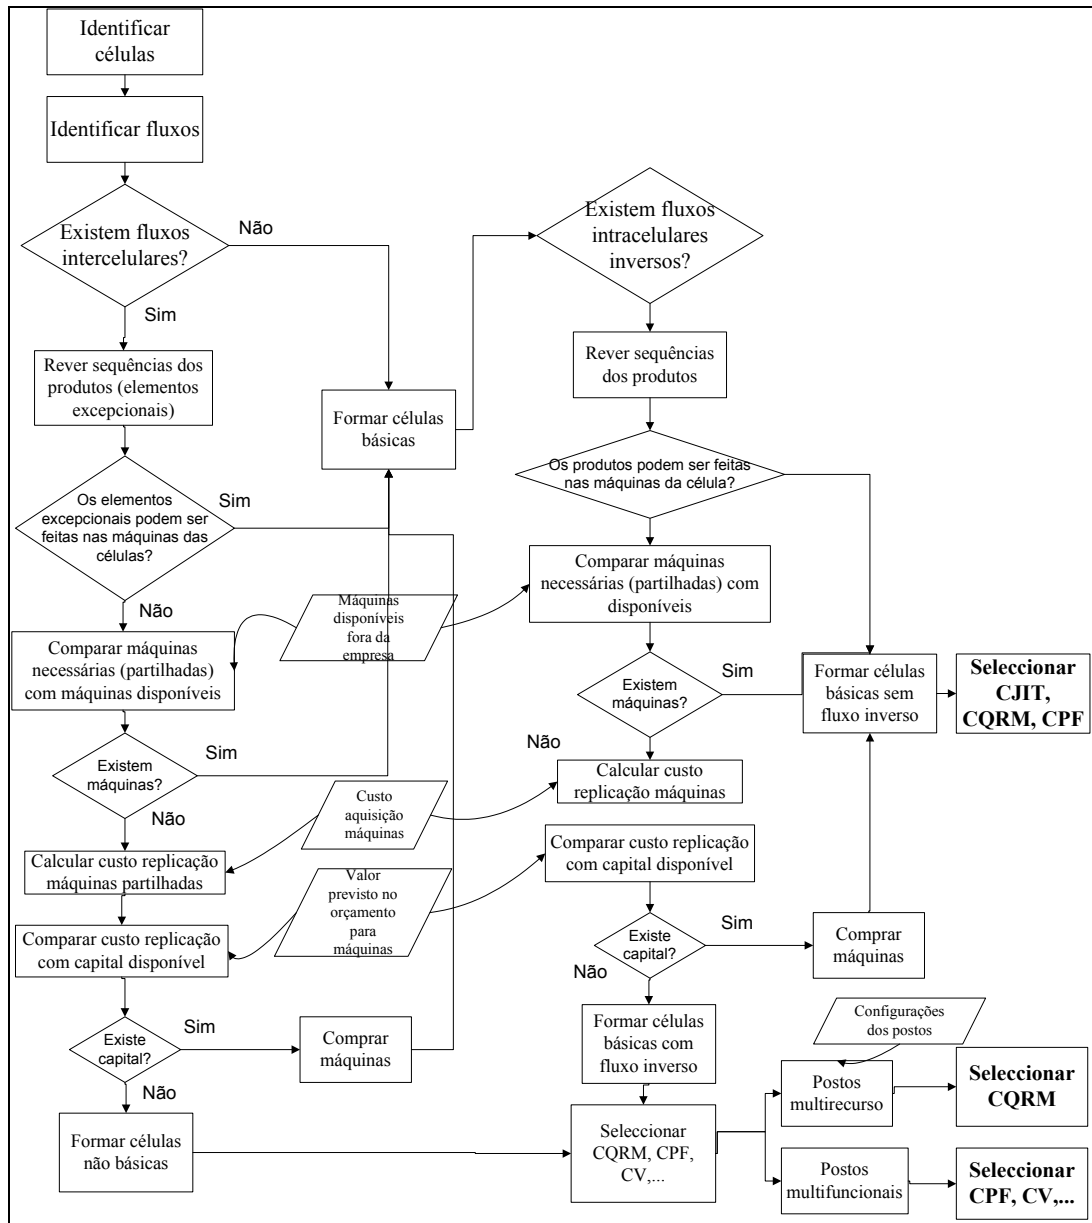 Identificar
células
Identificar fluxos
Existem fluxos
intercelulares?
Não
Sim
Rever sequências dos
produtos (elementos
excepcionais)
Formar células
básicas
Os elementos
excepcionais podem ser
feitas nas máquinas das
células?
Sim
Não
Comparar máquinas
necessárias (partilhadas)
com máquinas disponíveis
Máquinas
disponíveis
fora da
empresa
Existem
máquinas?
Sim
Não
Custo
aquisição
máquinas
Calcular custo replicação
máquinas partilhadas
Valor
previsto no
orçamento
para
máquinas
Comparar custo replicação
com capital disponível
Existe
capital?
Sim
Comprar
máquinas
Não
Formar células
não básicas
Existem fluxos
intracelulares
inversos?
Rever sequências
dos produtos
Os produtos podem ser feitas
nas máquinas da célula?
Comparar máquinas
necessárias (partilhadas) com
disponíveis
Existem
máquinas?
Sim
Não
Formar células
básicas sem
fluxo inverso
Seleccionar
CJIT,
CQRM, CPF
Calcular custo
replicação máquinas
Comparar custo replicação
com capital disponível
Existe
capital?
Sim
Comprar
máquinas
Não
Formar células
básicas com
fluxo inverso
Configurações
dos postos
Seleccionar
CQRM, CPF,
CV,...
Postos
multirecurso
Seleccionar
CQRM
Postos
multifuncionais
Seleccionar
CPF, CV,...